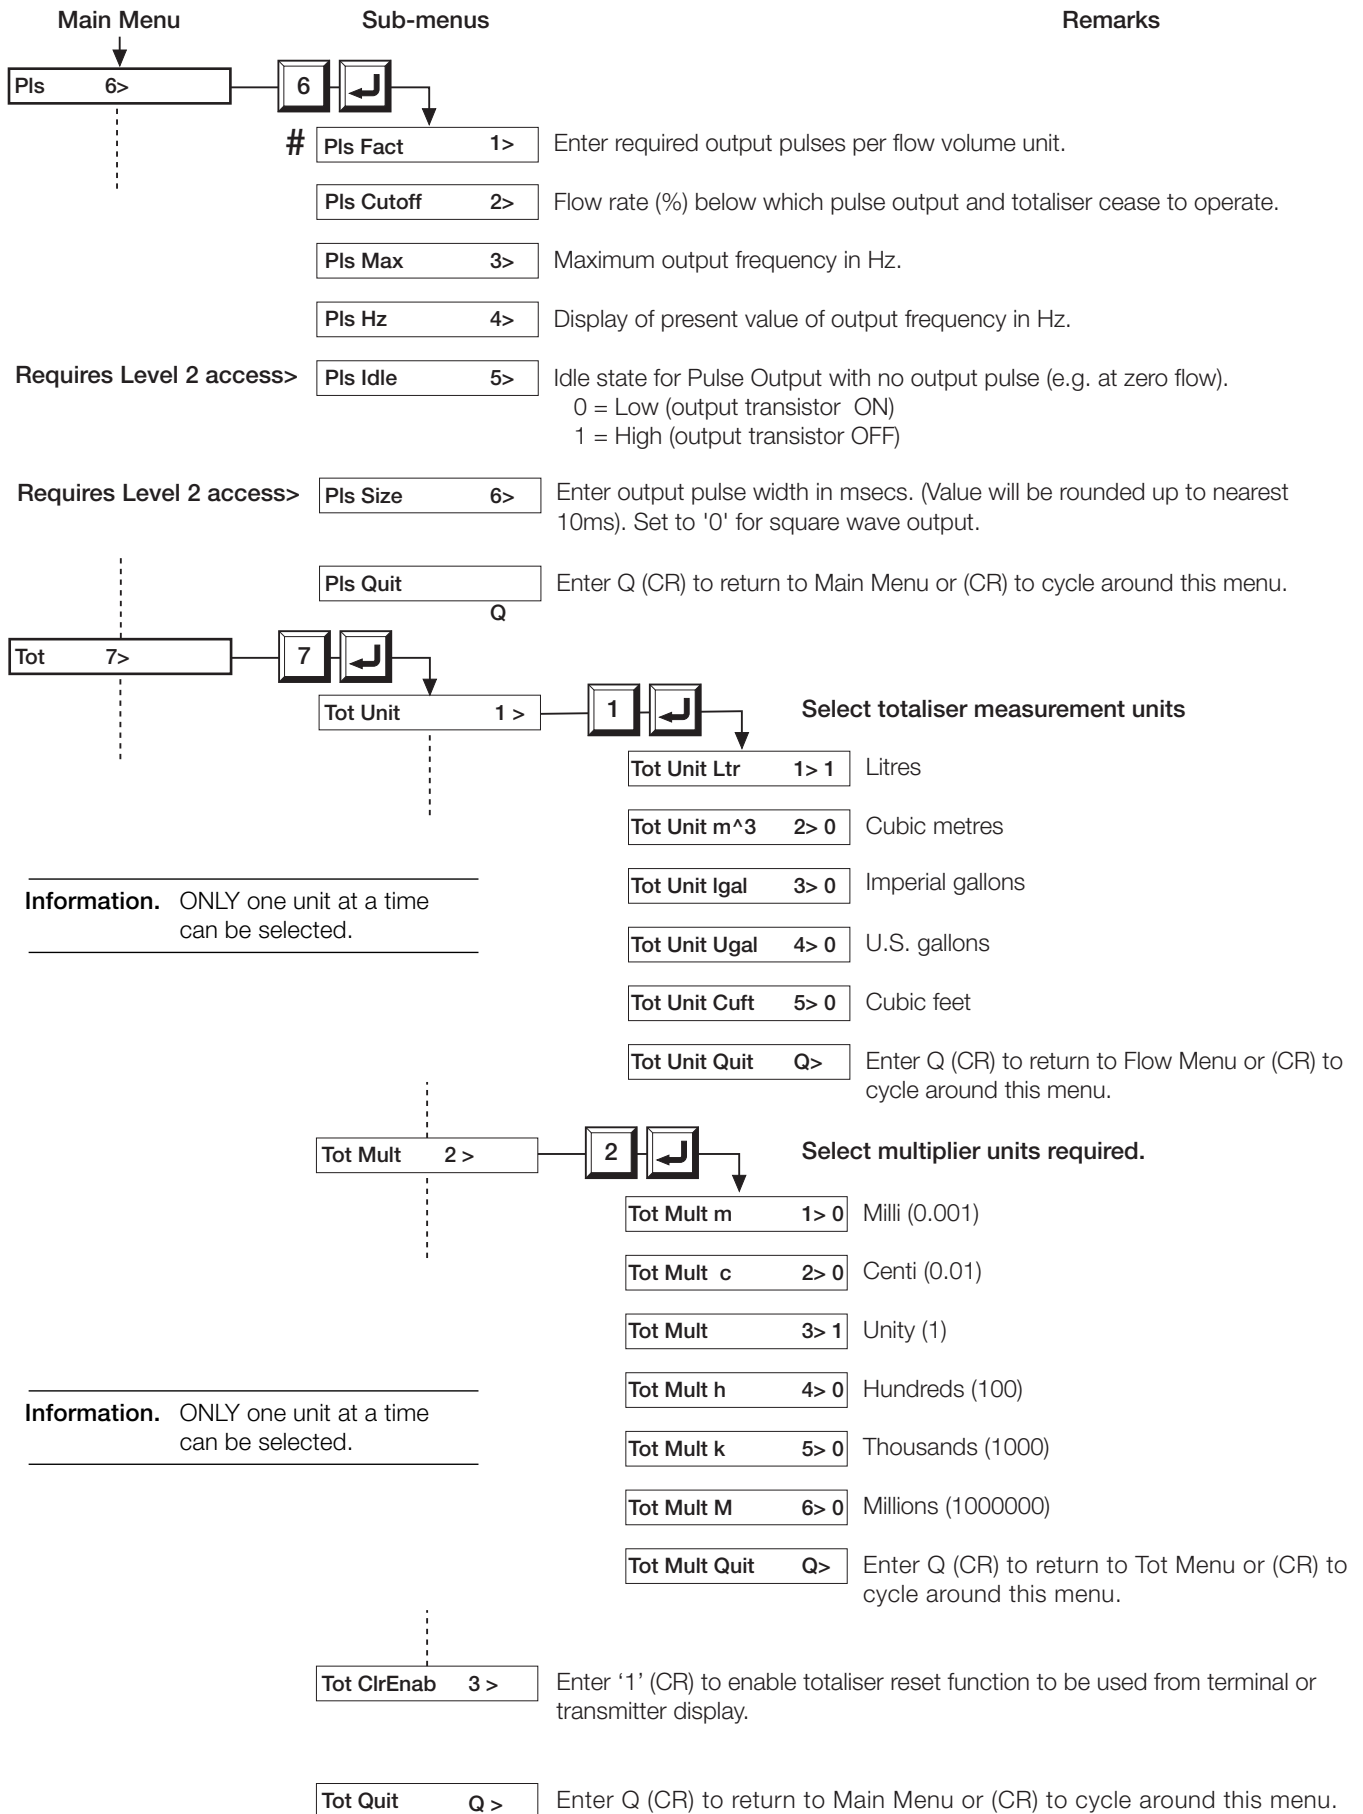 Main Menu Sub-menus Remarks
Pls 6>
6
# Pls Fact 1> Enter required output pulses per flow volume unit.
Pls Cutoff 2> Flow rate (%) below which pulse output and totaliser cease to operate.
Pls Max 3> Maximum output frequency in Hz.
Pls Hz 4> Display of present value of output frequency in Hz.
Requires Level 2 access> Pls Idle 5> Idle state for Pulse Output with no output pulse (e.g. at zero flow).
0 = Low (output transistor ON)
1 = High (output transistor OFF)
Requires Level 2 access> Pls Size 6> Enter output pulse width in msecs. (Value will be rounded up to nearest
10ms). Set to '0' for square wave output.
Pls Quit Enter Q (CR) to return to Main Menu or (CR) to cycle around this menu.
Q
Tot 7>
7
Tot Unit 1 > 1 Select totaliser measurement units
Tot Unit Ltr 1> 1 Litres
Tot Unit m^3 2> 0 Cubic metres
Tot Unit Igal 3> 0 Imperial gallons
Information. ONLY one unit at a time
can be selected.
Tot Unit Ugal 4> 0 U.S. gallons
Tot Unit Cuft 5> 0 Cubic feet
Tot Unit Quit Q> Enter Q (CR) to return to Flow Menu or (CR) to
cycle around this menu.
Tot Mult 2 > 2 Select multiplier units required.
Tot Mult m 1> 0 Milli (0.001)
Tot Mult c 2> 0 Centi (0.01)
Tot Mult 3> 1 Unity (1)
Tot Mult h 4> 0 Hundreds (100)
Information. ONLY one unit at a time
can be selected.
Tot Mult k 5> 0 Thousands (1000)
Tot Mult M 6> 0 Millions (1000000)
Tot Mult Quit Q> Enter Q (CR) to return to Tot Menu or (CR) to
cycle around this menu.
Tot ClrEnab 3 > Enter ‘1’ (CR) to enable totaliser reset function to be used from terminal or
transmitter display.
Tot Quit Q > Enter Q (CR) to return to Main Menu or (CR) to cycle around this menu.